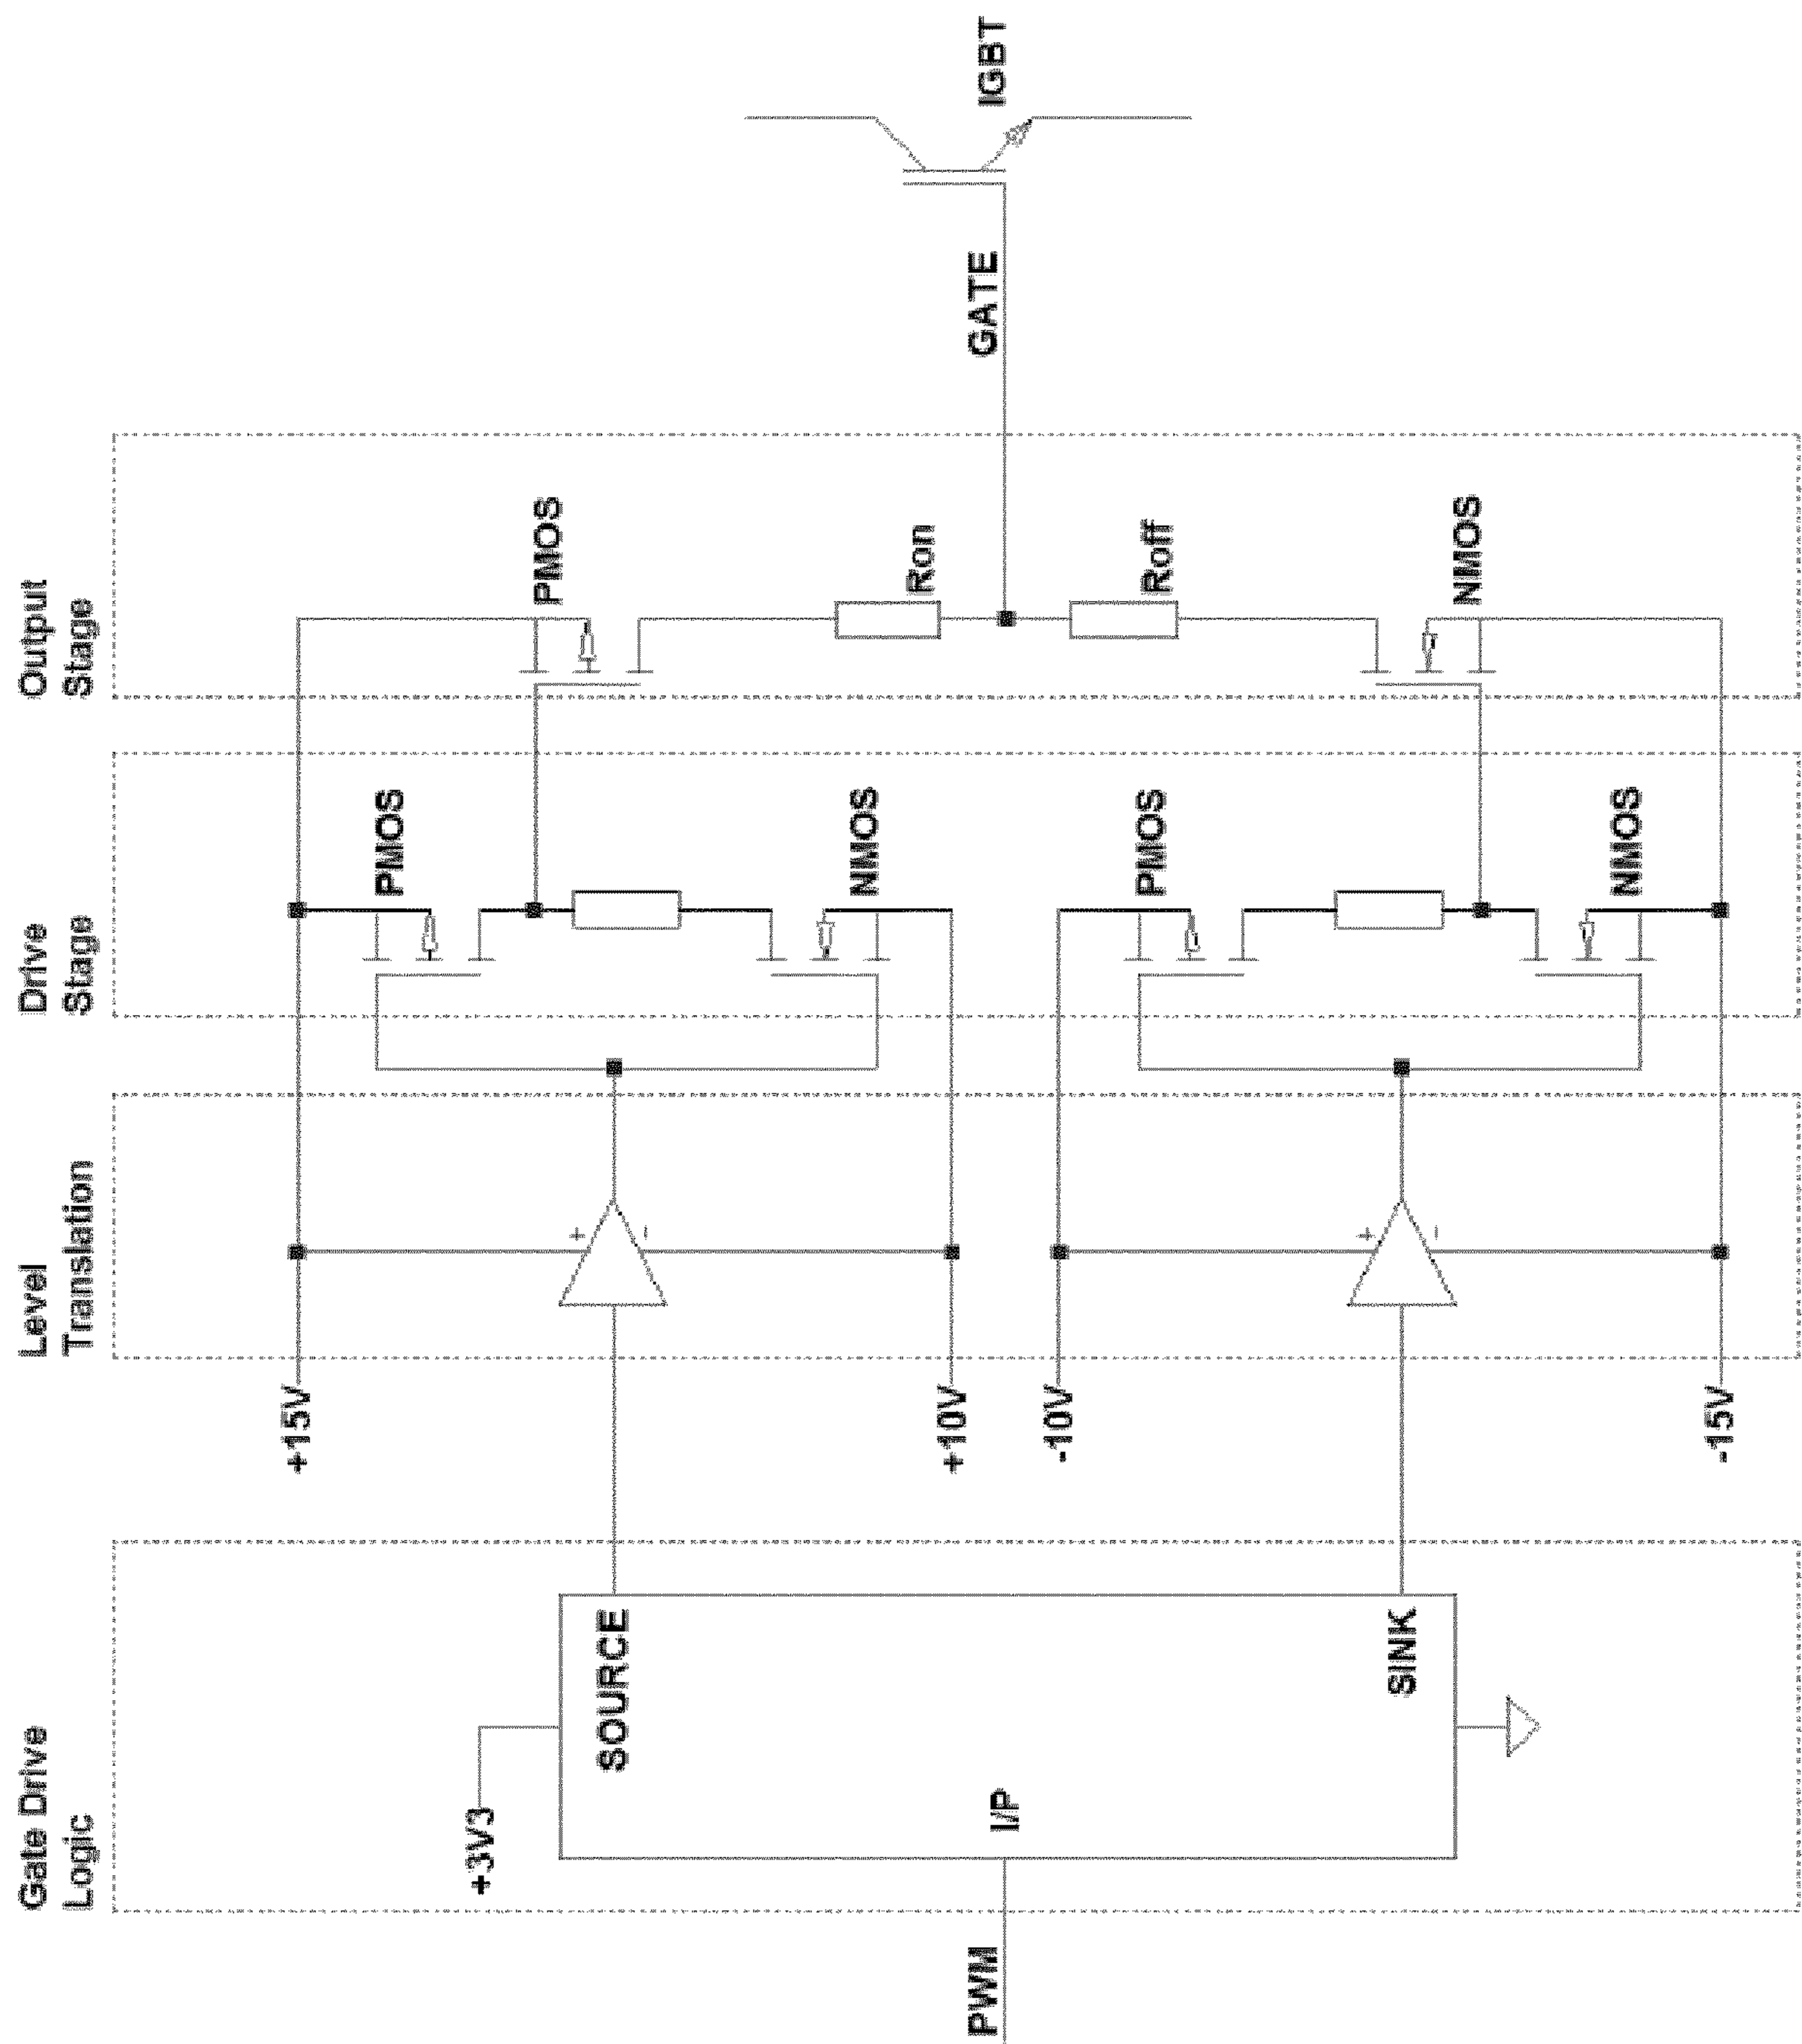 Gate Drive
Logic
Level
Translation
Drive
Stage
Output
Stage
+15V
PMOS
PMOS
+3V3
SOURCE
+
-
NMOS
Ron
+10V
PWM
I/P
GATE
IGBT
-10V
PMOS
Roff
SINK
+
-
NMOS
NMOS
-15V